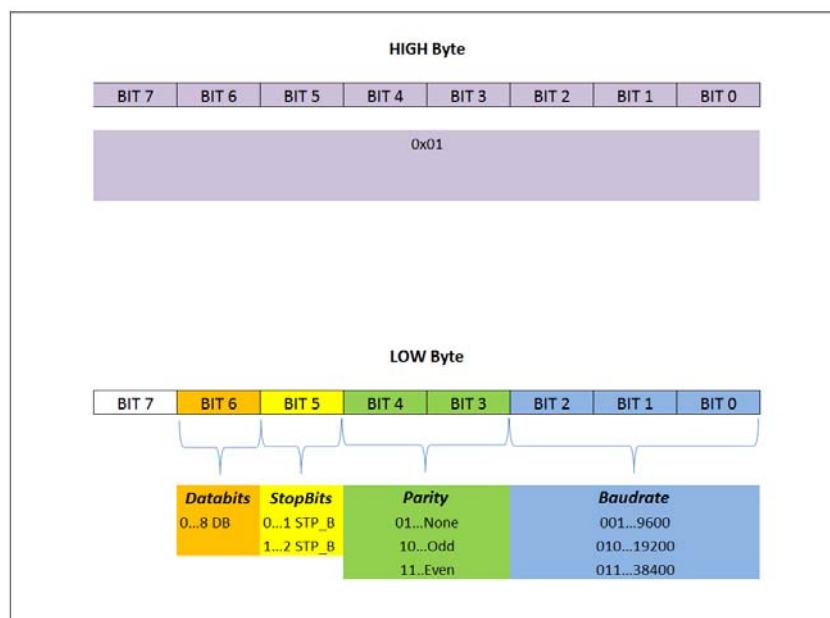 HIGH Byte
BIT 7 BIT 6 BIT 5 BIT 4 BIT 3 BIT 2 BIT 1 BIT 0
0x01
LOW Byte
BIT 7 BIT 6 BIT 5 BIT 4 BIT 3 BIT 2 BIT 1 BIT 0
Databits StopBits Parity Baudrate
0...8 DB 0...1 STP_B 01...None 001...9600
1...2 STP_B 10...Odd 010...19200
11..Even 011...38400